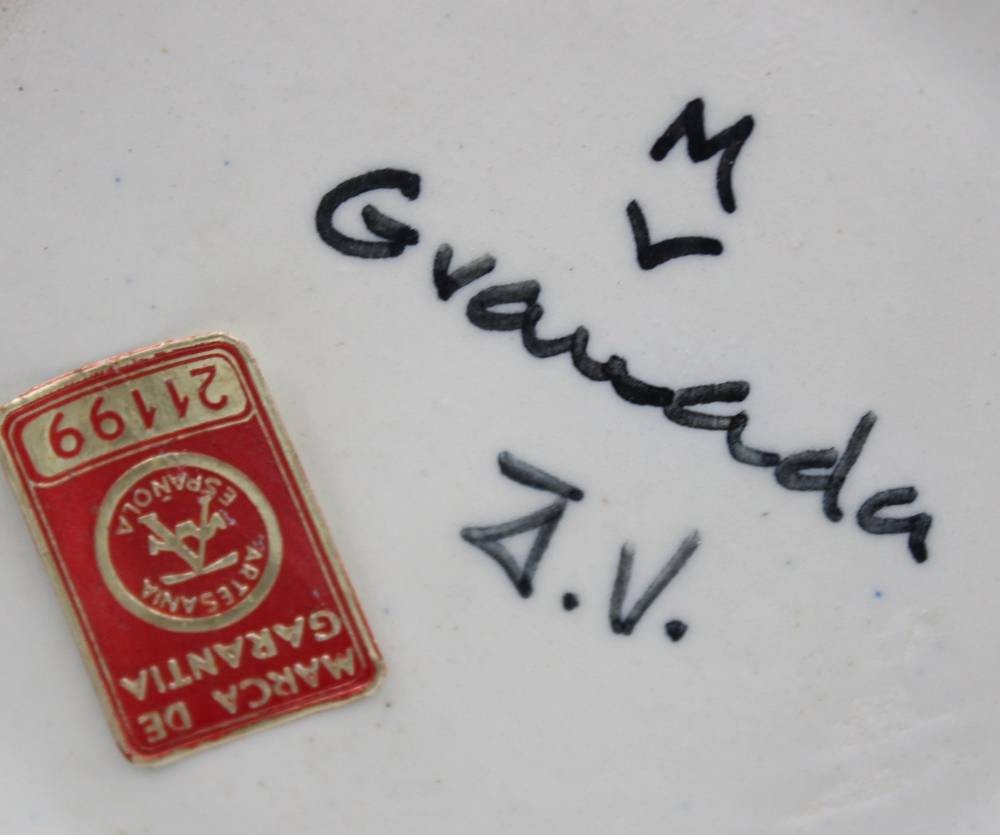 M
L
Granada
J.V.
MARCA DE
GARANTIA
ARTESANIA
ESPAÑOLA
21199